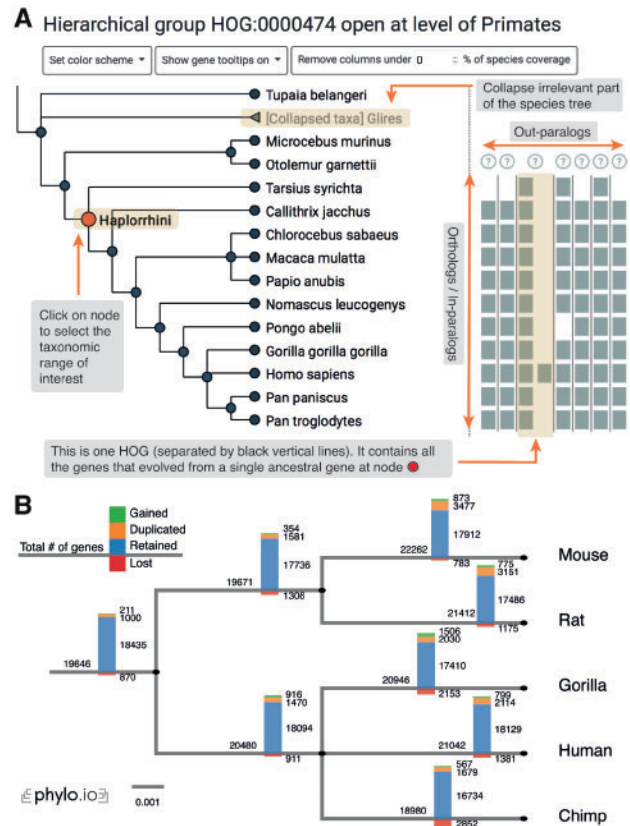 A Hierarchical group HOG:0000474 open at level of Primates
Set color scheme
Show gene tooltips on
Remove columns under
% of species coverage
Tupaia belangeri
[Collapsed taxa] Glires
Collapse irrelevant part
of the species tree
Microcebus murinus
Out-paralogs
Otolemur garnettii
? ? ? ? ? ? ?
Tarsius syrichta
Haplorrhini
Callithrix jacchus
Chlorocebus sabaeus
Macaca mulatta
Papio anubis
Orthologs / In-paralogs
Click on node
to select the
taxonomic
range of
interest
Nomascus leucogenys
Pongo abelii
Gorilla gorilla gorilla
Homo sapiens
Pan paniscus
Pan troglodytes
This is one HOG (separated by black vertical lines). It contains all
the genes that evolved from a single ancestral gene at node
B
Gained
Duplicated
Total # of genes
Retained
Lost
211
1000
18435
19646
870
354
1581
17736
19671
1306
873
3477
17912
22262
783
Mouse
775
3151
17486
21412
1175
Rat
916
1470
18094
20480
911
1506
2030
17410
20946
2153
Gorilla
799
2114
18129
21042
1381
Human
567
1679
16734
18980
2852
Chimp
phylo.io
0.001